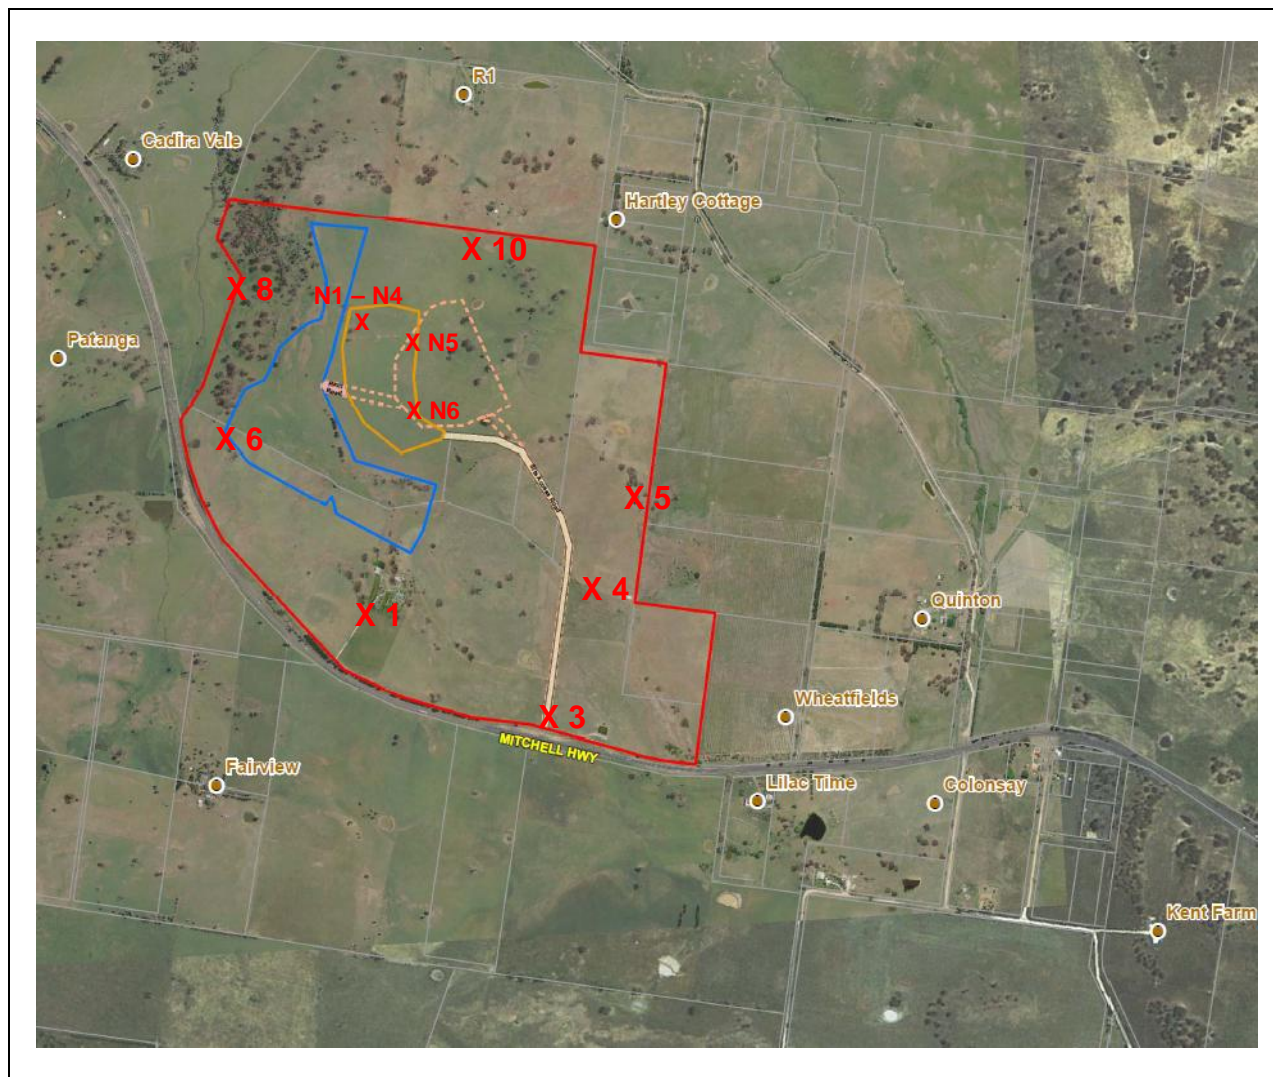 R1
Cadira Vale
Hartley Cottage
X 10
X 8
N1 – N4
X
X N5
Patanga
X N6
X 6
X 5
X 4
X 1
Quinton
Wheatfields
X 3
MITCHELL HWY
Fairview
Lilac Time
Colonsay
Kent Farm